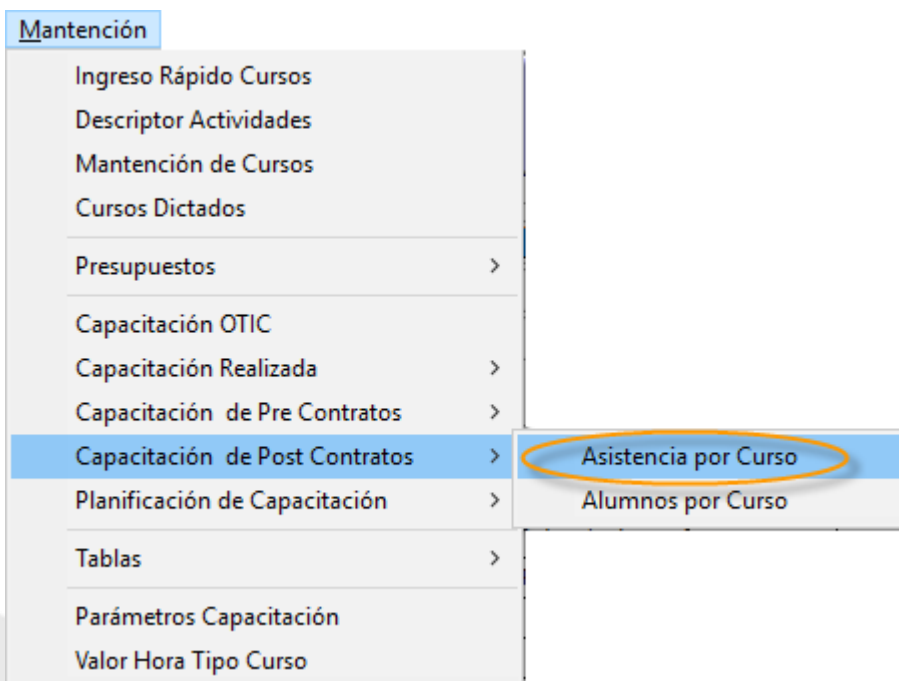 Mantención
Ingreso Rápido Cursos
Descriptor Actividades
Mantención de Cursos
Cursos Dictados
Presupuestos
Capacitación OTIC
Capacitación Realizada
Capacitación de Pre Contratos
Capacitación de Post Contratos
Asistencia por Curso
Planificación de Capacitación
Alumnos por Curso
Tablas
Parámetros Capacitación
Valor Hora Tipo Curso